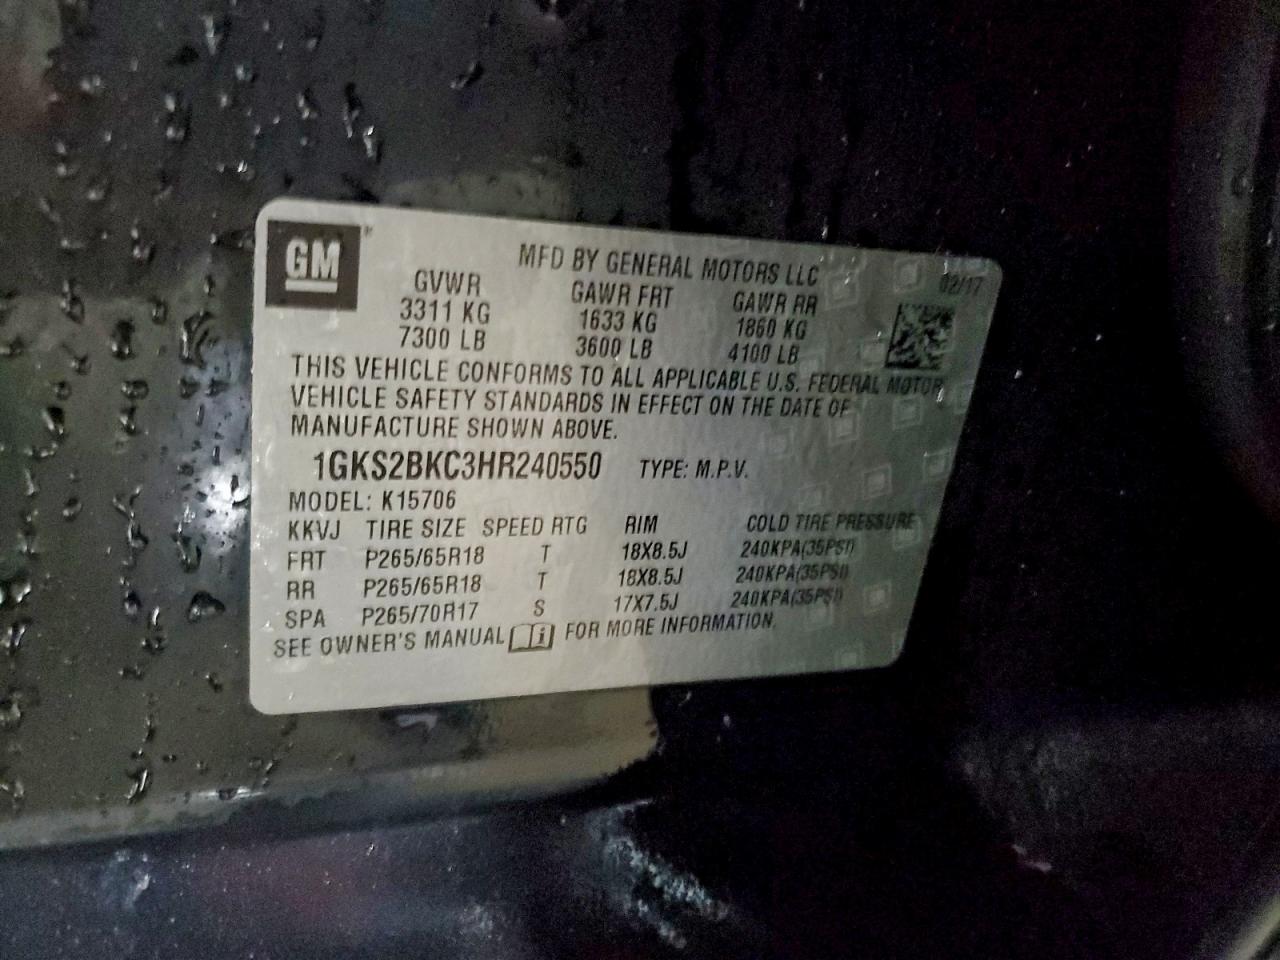 GM
MFD BY GENERAL MOTORS LLC 02/17
GVWR GAWR FRT GAWR RR
3311 KG 1633 KG 1860 KG
7300 LB 3600 LB 4100 LB
THIS VEHICLE CONFORMS TO ALL APPLICABLE U.S. FEDERAL MOTOR
VEHICLE SAFETY STANDARDS IN EFFECT ON THE DATE OF
MANUFACTURE SHOWN ABOVE.
1GKS2BKC3HR240550 TYPE: M.P.V.
MODEL: K15706
KKVJ TIRE SIZE SPEED RTG RIM COLD TIRE PRESSURE
FRT P265/65R18 T 18X8.5J 240KPA(35PSI)
RR P265/65R18 T 18X8.5J 240KPA(35PSI)
SPA P265/70R17 S 17X7.5J 240KPA(35PSI)
SEE OWNER'S MANUAL i FOR MORE INFORMATION.